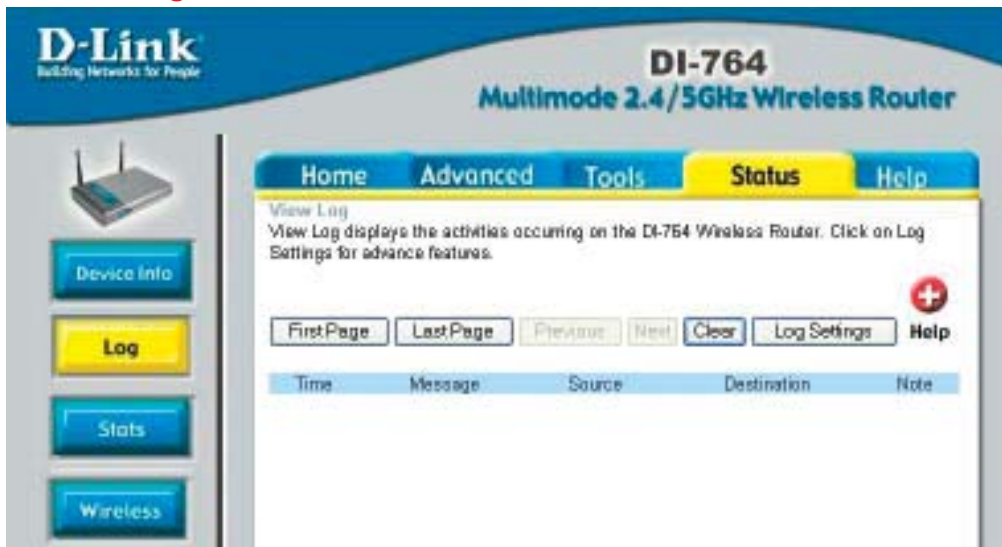 D-Link
Building Networks for People
DI-764
Multimode 2.4/5GHz Wireless Router
Home Advanced Tools Status Help
View Log
View Log displays the activities occurring on the DI-764 Wireless Router. Click on Log
Settings for advance features.
Device Info
First Page Last Page Previous Next Clear Log Settings Help
Log
Time Message Source Destination Note
Stats
Wireless